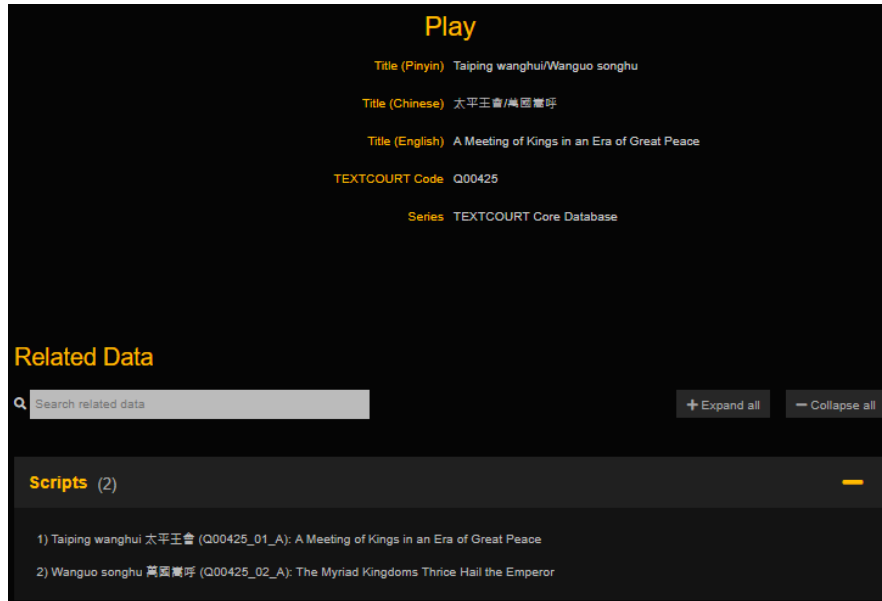 Play
Title (Pinyin) Taiping wanghui/Wanguo songhu
Title (Chinese) 太平王會/萬國嵩呼
Title (English) A Meeting of Kings in an Era of Great Peace
TEXTCOURT Code Q00425
Series TEXTCOURT Core Database
Related Data
Search related data
Expand all
Collapse all
Scripts (2)
1) Taiping wanghui 太平王會 (Q00425_01_A): A Meeting of Kings in an Era of Great Peace
2) Wanguo songhu 萬國嵩呼 (Q00425_02_A): The Myriad Kingdoms Thrice Hail the Emperor